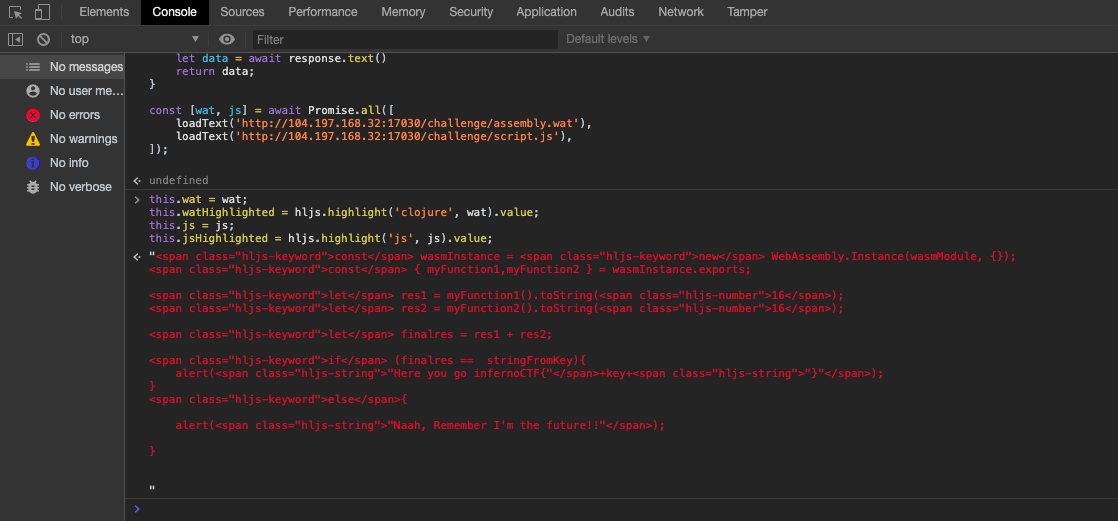 Elements Console Sources Performance Memory Security Application Audits Network Tamper
top Filter Default levels
No messages
No user me...
No errors
No warnings
No info
No verbose
let data = await response.text()
return data;
}
const [wat, js] = await Promise.all([
loadText('http://104.197.168.32:17030/challenge/assembly.wat'),
loadText('http://104.197.168.32:17030/challenge/script.js'),
]);
undefined
this.wat = wat;
this.watHighlighted = hljs.highlight('clojure', wat).value;
this.js = js;
this.jsHighlighted = hljs.highlight('js', js).value;
"<span class="hljs-keyword">const</span> wasmInstance = <span class="hljs-keyword">new</span> WebAssembly.Instance(wasmModule, {});
<span class="hljs-keyword">const</span> { myFunction1,myFunction2 } = wasmInstance.exports;
<span class="hljs-keyword">let</span> res1 = myFunction1().toString(<span class="hljs-number">16</span>);
<span class="hljs-keyword">let</span> res2 = myFunction2().toString(<span class="hljs-number">16</span>);
<span class="hljs-keyword">let</span> finalres = res1 + res2;
<span class="hljs-keyword">if</span> (finalres ==  stringFromKey){
alert(<span class="hljs-string">"Here you go infernoCTF{"</span>+key+<span class="hljs-string">"}"</span>);
}
<span class="hljs-keyword">else</span>{
alert(<span class="hljs-string">"Naah, Remember I'm the future!!"</span>);
}
"